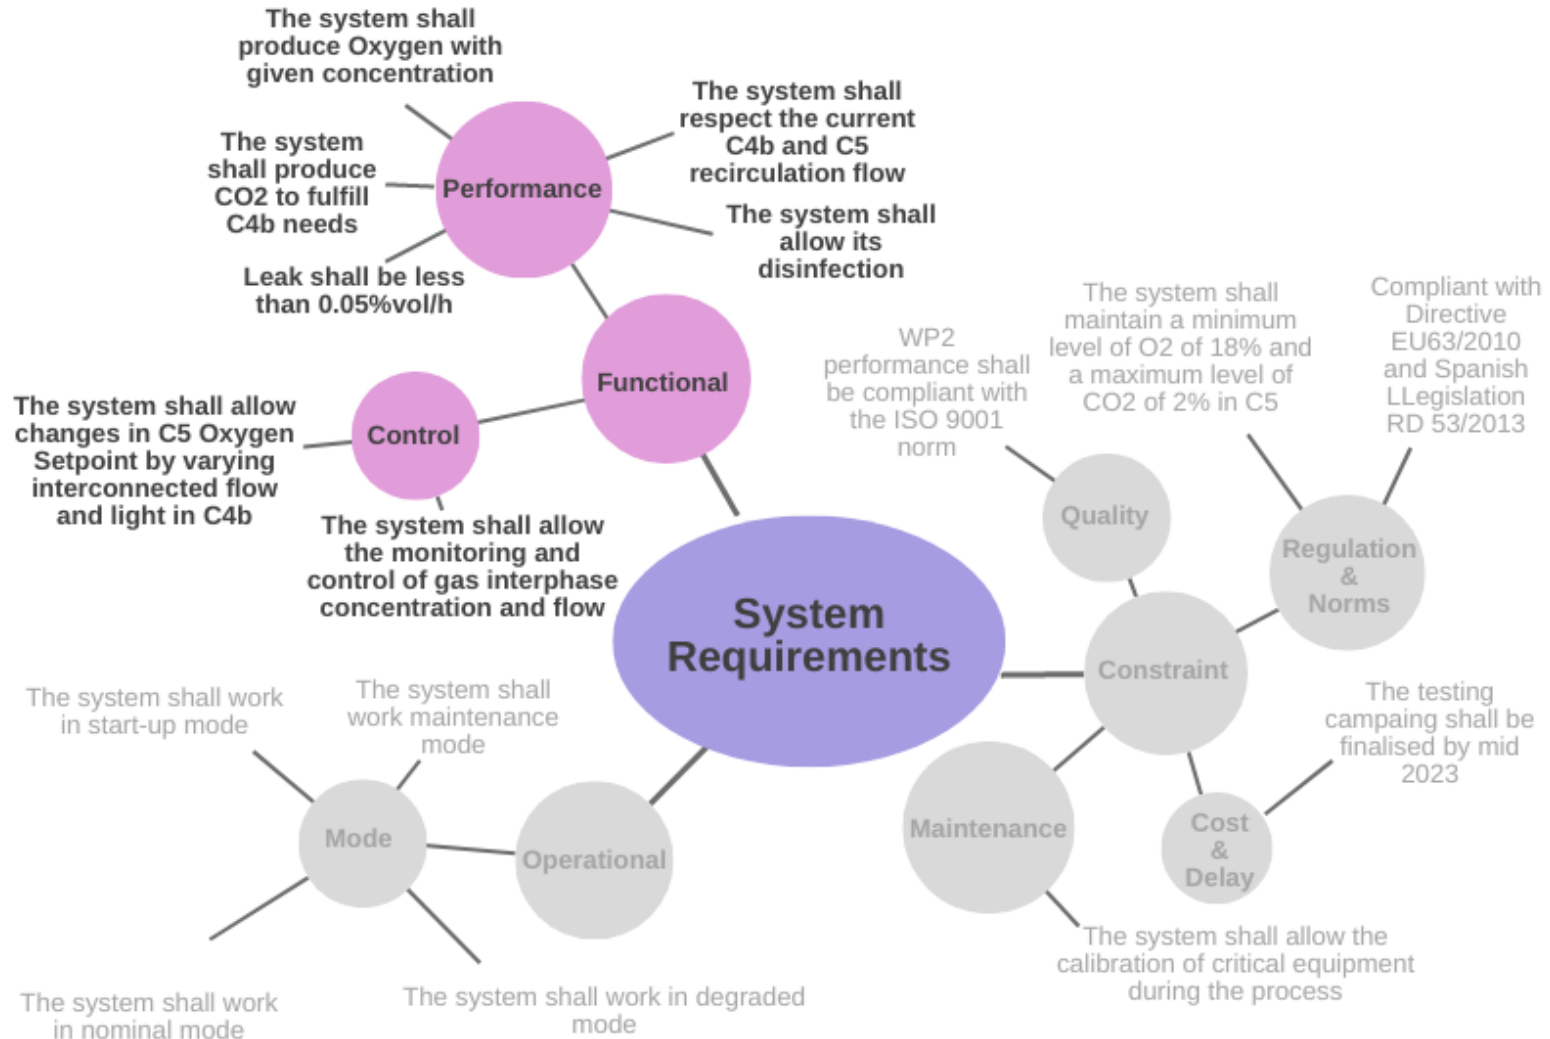 The system shall
produce Oxygen with
given concentration
The system
shall produce
CO2 to fulfill
C4b needs
Leak shall be less
than 0.05%vol/h
Performance
The system shall
respect the current
C4b and C5
recirculation flow
The system shall
allow its
disinfection
Functional
Control
The system shall allow
changes in C5 Oxygen
Setpoint by varying
interconnected flow
and light in C4b
The system shall allow
the monitoring and
control of gas interphase
concentration and flow
System
Requirements
WP2
performance shall
be compliant with
the ISO 9001
norm
The system shall
maintain a minimum
level of O2 of 18% and
a maximum level of
CO2 of 2% in C5
Compliant with
Directive
EU63/2010
and Spanish
LLegislation
RD 53/2013
Quality
Regulation
&
Norms
Constraint
The testing
campaing shall be
finalised by mid
2023
Maintenance
Cost
&
Delay
The system shall allow the
calibration of critical equipment
during the process
The system shall work
in start-up mode
The system shall
work maintenance
mode
Mode
Operational
The system shall work
in nominal mode
The system shall work in degraded
mode